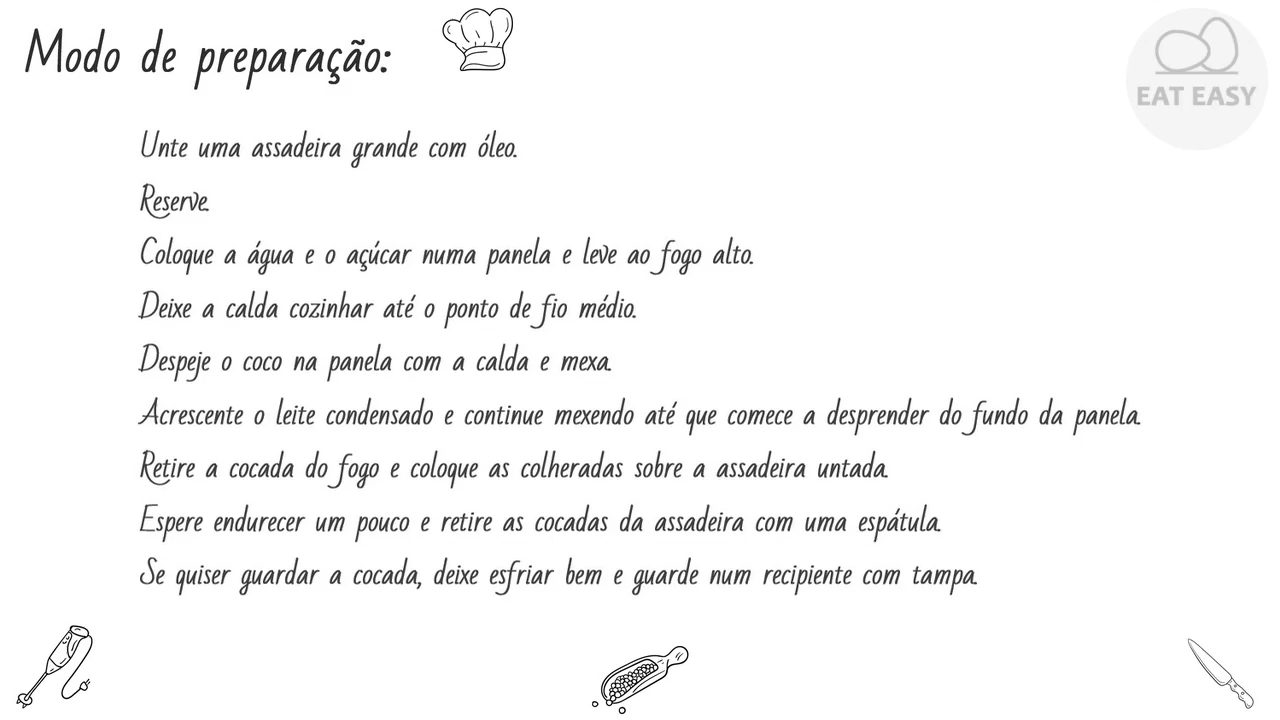 Modo de preparação:
EAT EASY
Unte uma assadeira grande com óleo.
Reserve.
Coloque a água e o açúcar numa panela e leve ao fogo alto.
Deixe a calda cozinhar até o ponto de fio médio.
Despeje o coco na panela com a calda e mexa.
Acrescente o leite condensado e continue mexendo até que comece a desprender do fundo da panela.
Retire a cocada do fogo e coloque as colheradas sobre a assadeira untada.
Espere endurecer um pouco e retire as cocadas da assadeira com uma espátula.
Se quiser guardar a cocada, deixe esfriar bem e guarde num recipiente com tampa.